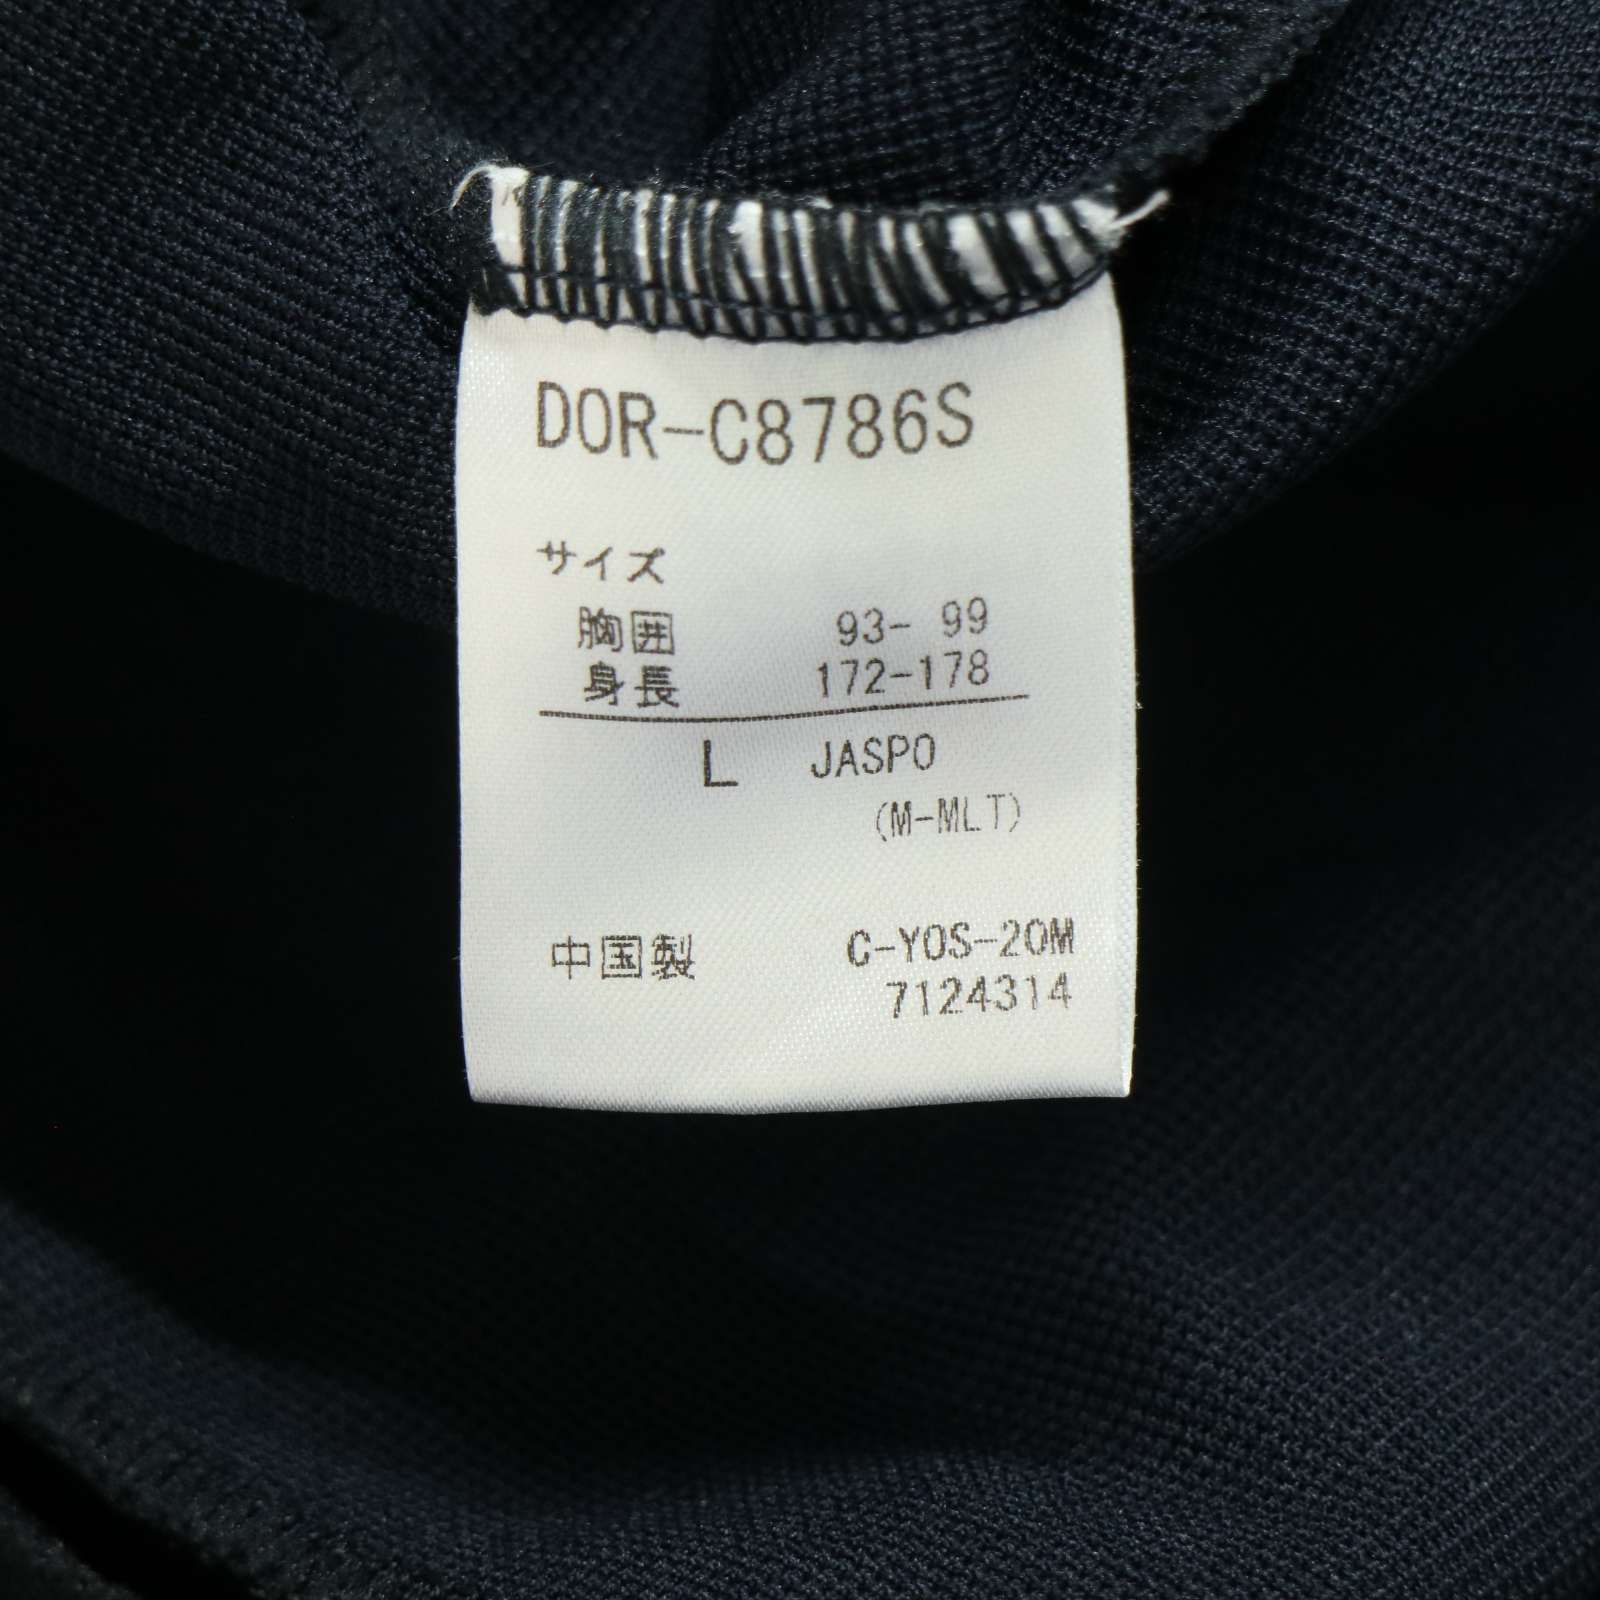 DOR-C8786S
サイズ
胸囲 93- 99
身長 172-178
L JASPO
(M-MLT)
中国製 C-YOS-20M
7124314